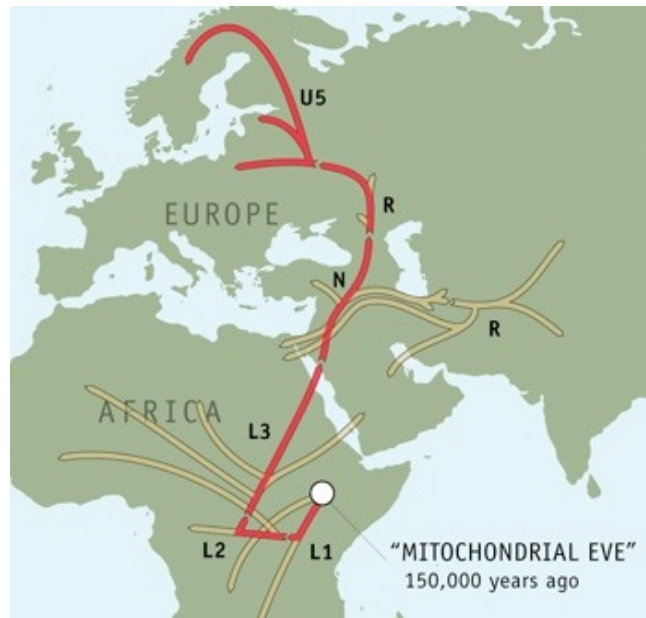 U5
EUROPE
R
N
R
AFRICA
L3
L2
L1
“MITOCHONDRIAL EVE”
150,000 years ago